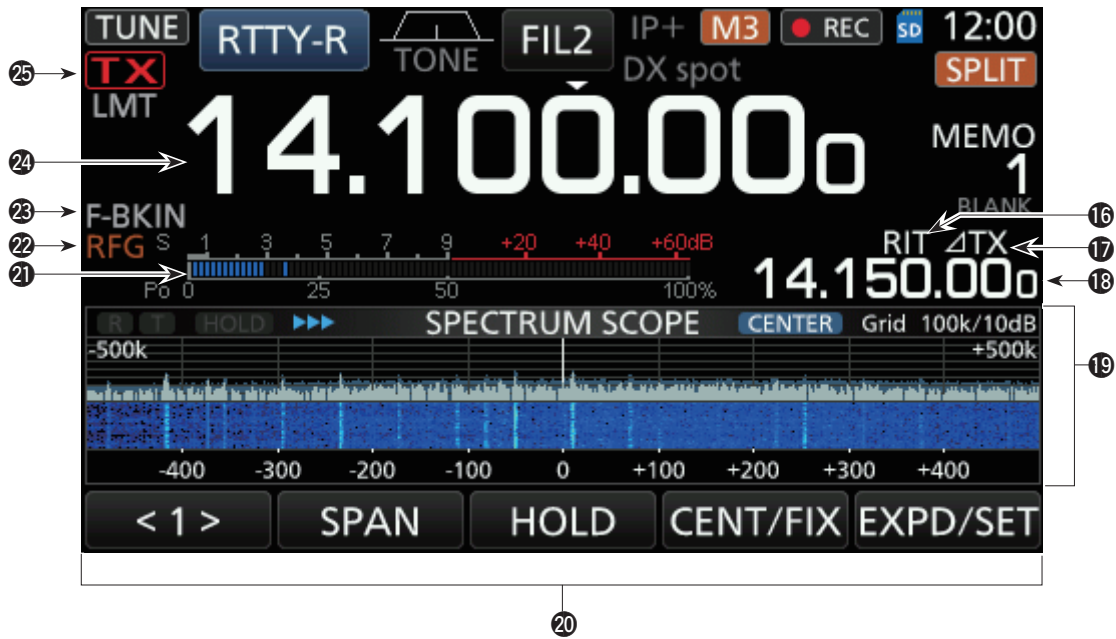 TUNE RTTY-R TONE FIL2 IP+ M3 REC SD 12:00
㉕ TX DX spot SPLIT
LMT
㉔ 14.100.000 MEMO
1
㉓ F-BKIN BLANK ⑯
㉒ RFG S 1 3 5 7 9 +20 +40 +60dB RIT ⊿TX ⑰
㉑ Po 0 25 50 100% 14.150.000 ⑱
R T HOLD SPECTRUM SCOPE CENTER Grid 100k/10dB
-500k +500k
⑲
-400 -300 -200 -100 0 +100 +200 +300 +400
< 1 > SPAN HOLD CENT/FIX EXPD/SET
⑳